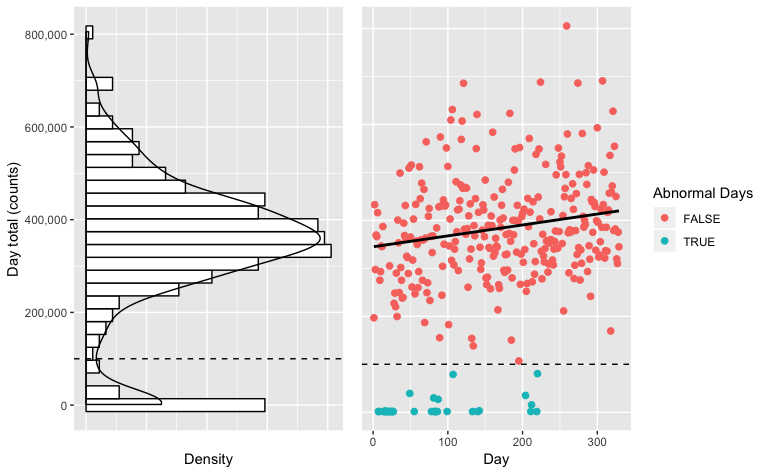 Day total (counts)
800,000
600,000
400,000
200,000
0
Density
0
100
200
300
Day
Abnormal Days
FALSE
TRUE